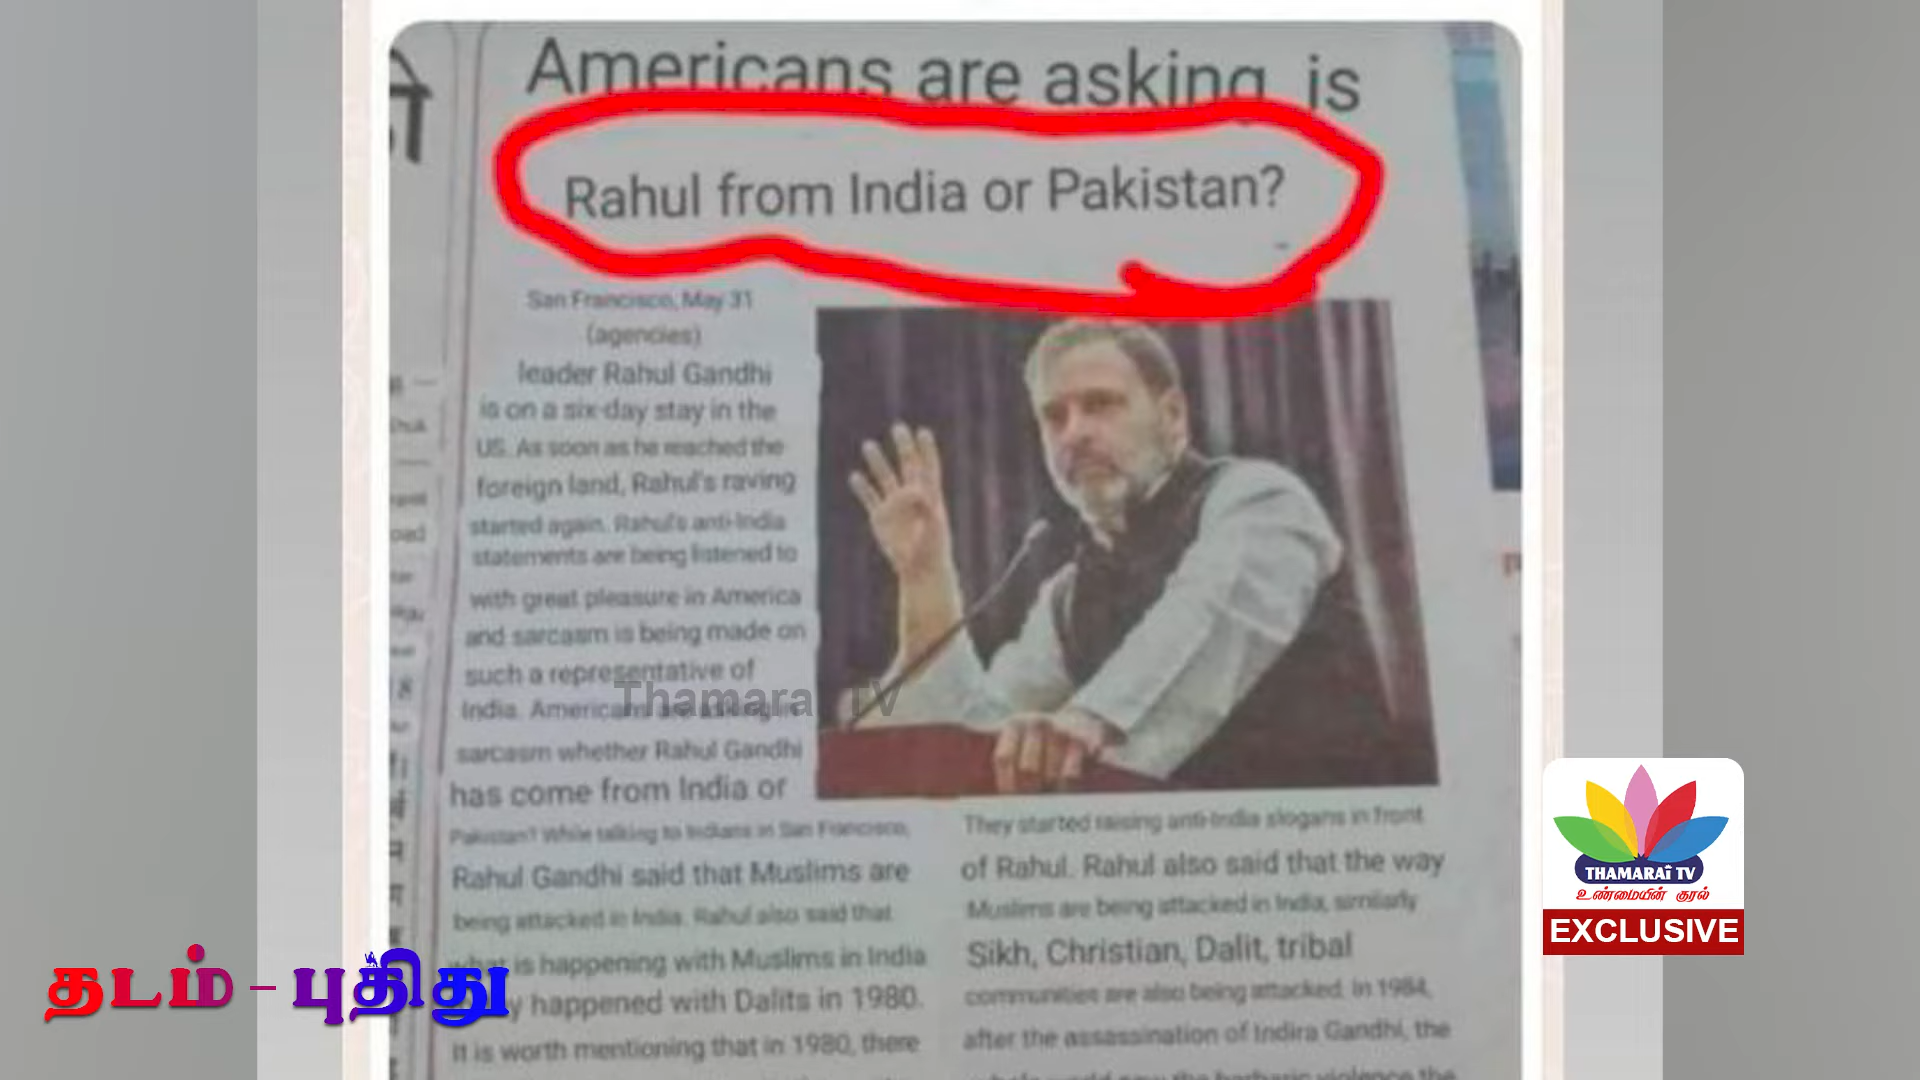 Americans are asking, is
Rahul from India or Pakistan?
San Francisco, May 31
(agencies)
leader Rahul Gandhi
is on a six-day stay in the
US. As soon as he reached the
foreign land, Rahul's raving
started again. Rahul's anti-India
statements are being listened to
with great pleasure in America
and sarcasm is being made on
such a representative of
India. Americans are asking in
sarcasm whether Rahul Gandhi
has come from India or
Pakistan? While talking to Indians in San Francisco,
Rahul Gandhi said that Muslims are
being attacked in India. Rahul also said that
what is happening with Muslims in India
happened with Dalits in 1980.
It is worth mentioning that in 1980, there
They started raising anti-India slogans in front
of Rahul. Rahul also said that the way
Muslims are being attacked in India, similarly
Sikh, Christian, Dalit, tribal
communities are also being attacked. In 1984,
after the assassination of Indira Gandhi, the
Thamarai TV
THAMARAI TV
உண்மையின் குரல்
EXCLUSIVE
தடம் - புதிது